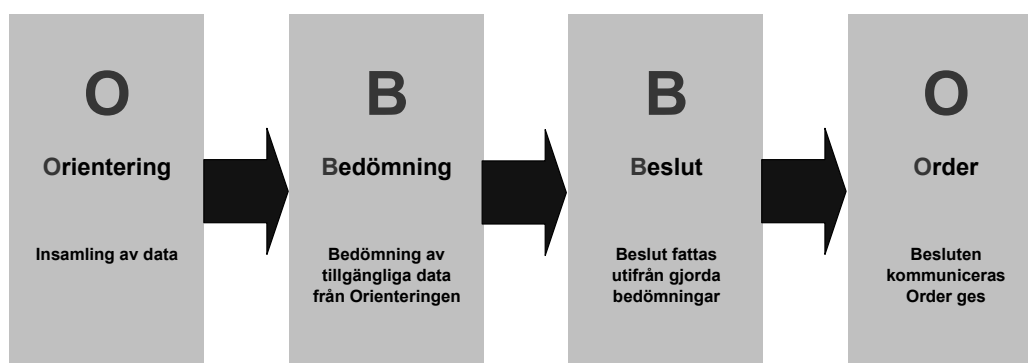 O
Orientering
Insamling av data
B
Bedömning
Bedömning av
tillgängliga data
från Orienteringen
B
Beslut
Beslut fattas
utifrån gjorda
bedömningar
O
Order
Besluten
kommuniceras
Order ges